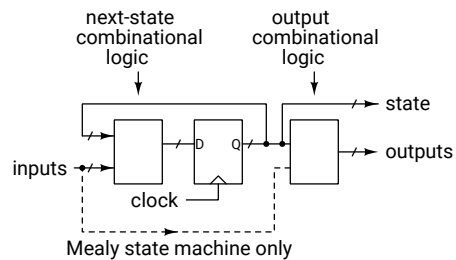 next-state
combinational
logic
output
combinational
logic
state
D
Q
outputs
inputs
clock
Mealy state machine only